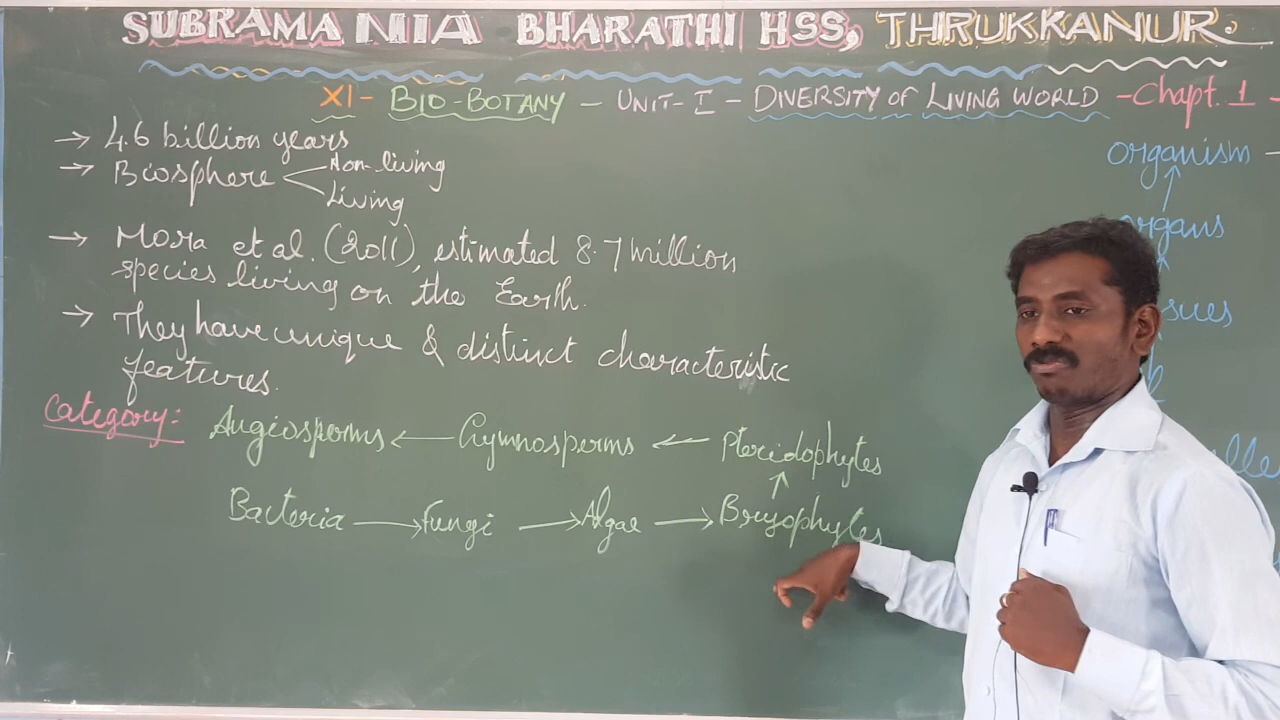 SUBRAMANIA BHARATHI HSS, THIRUKKANUR.
XI - BIO-BOTANY - UNIT-I - DIVERSITY OF LIVING WORLD - Chapt. 1 -
→ 4.6 billion years
→ Biosphere
Non-living
Living
→ Mora et al. (2011), estimated 8.7 million
species living on the Earth.
→ They have unique & distinct characteristic
features.
Category:
Angiosperms ← Gymnosperms ← Pteridophytes
↑
Bacteria → Fungi → Algae → Bryophytes
organism -
↑
organs